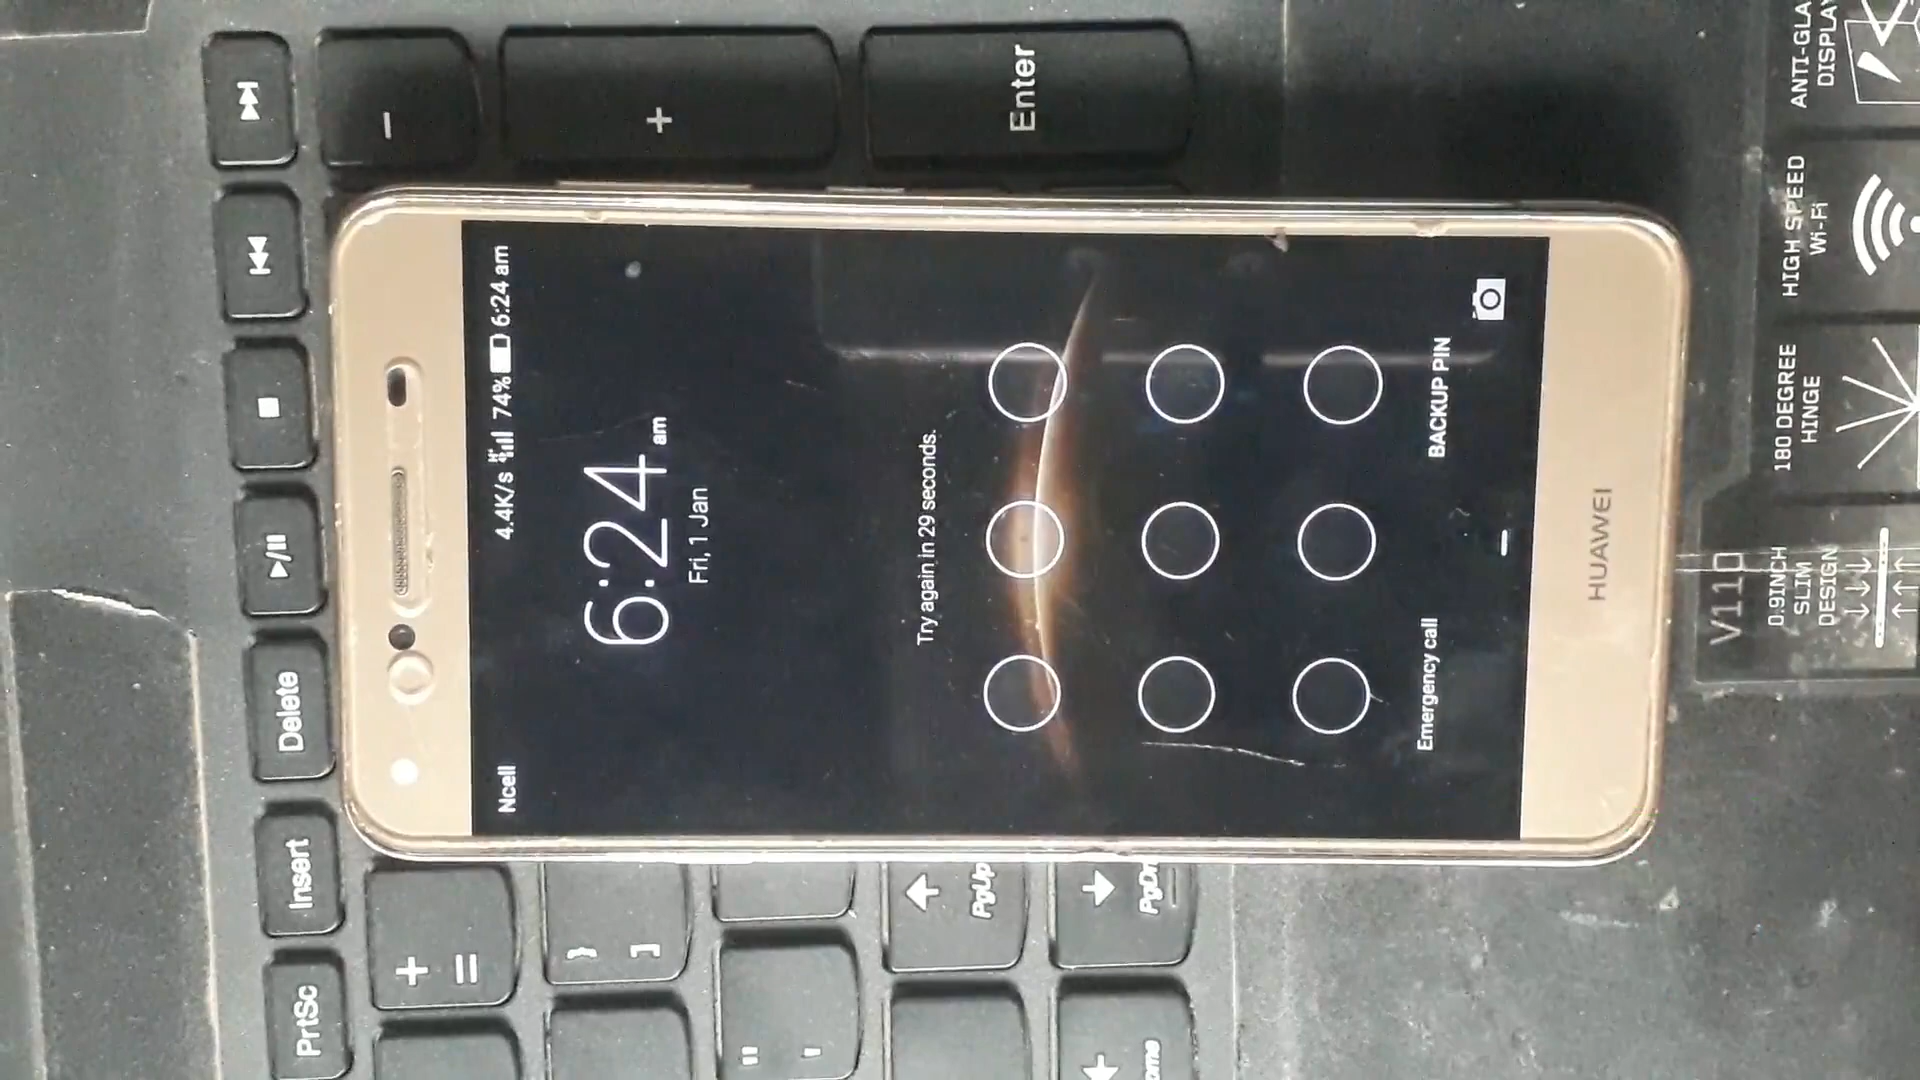 Ncell 4.4K/s H+ 74% 6:24 am
6:24 am
Fri, 1 Jan
Try again in 29 seconds.
Emergency call
BACKUP PIN
HUAWEI
PrtSc
Insert
Delete
▶/II
-
+
Enter
+
=
}
]
"
'
PgUp
PgDn
V110
0.9INCH
SLIM
DESIGN
180 DEGREE
HINGE
HIGH SPEED
Wi-Fi
ANTI-GLA
DISPLAY